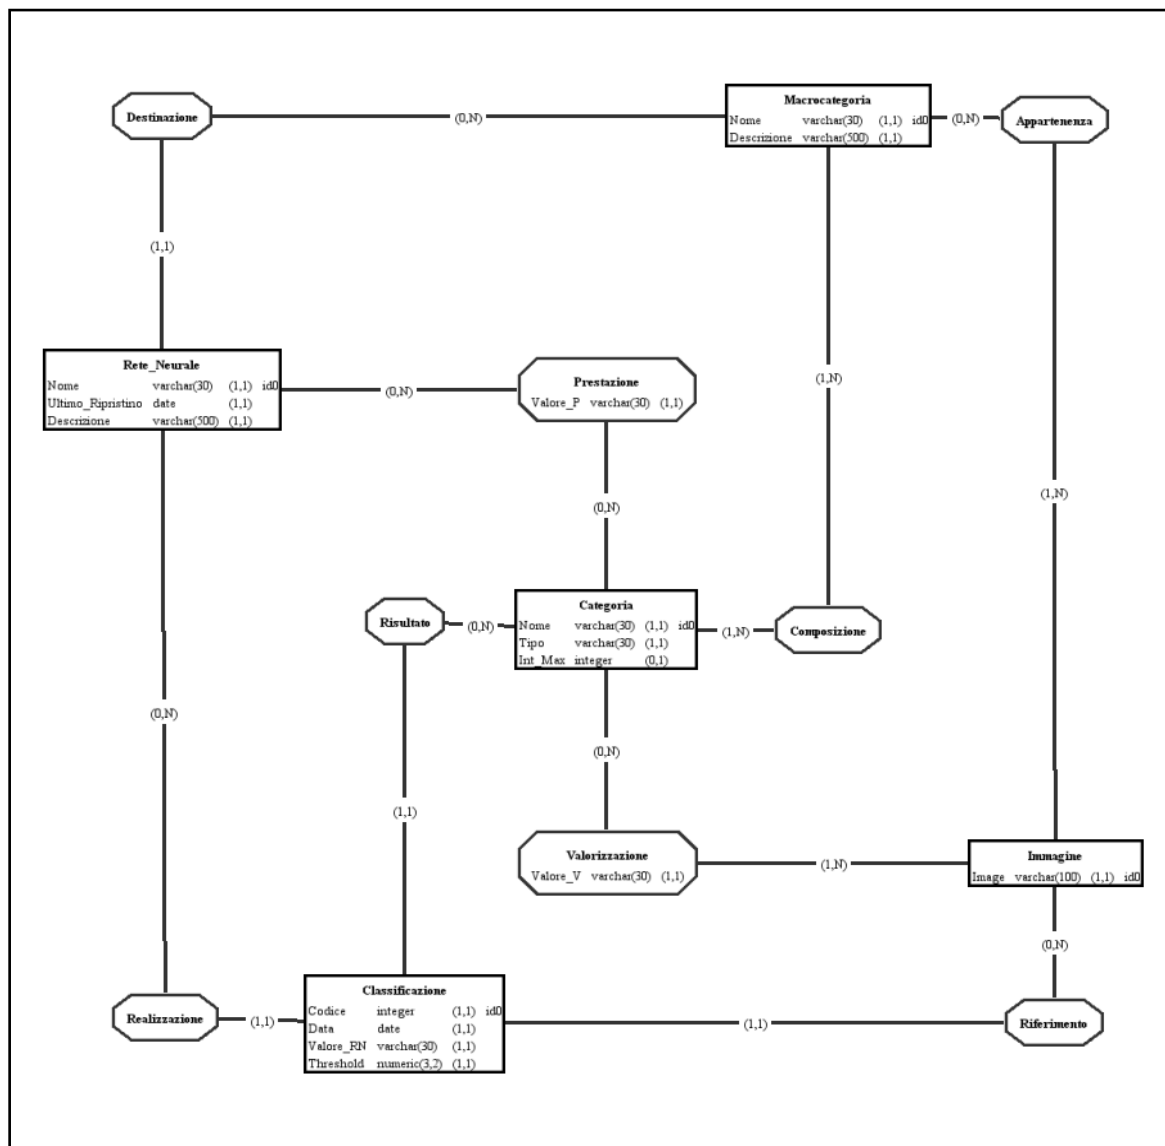 Destinazione
(0,N)
Macrocategoria
Nome varchar(30) (1,1) id0
Descrizione varchar(500) (1,1)
(0,N)
Appartenenza
(1,1)
Rete_Neurale
Nome varchar(30) (1,1) id0
Ultimo_Ripristino date (1,1)
Descrizione varchar(500) (1,1)
(0,N)
Prestazione
Valore_P varchar(30) (1,1)
(1,N)
(0,N)
(1,N)
Risultato
(0,N)
Categoria
Nome varchar(30) (1,1) id0
Tipo varchar(30) (1,1)
Int_Max integer (0,1)
(1,N)
Composizione
(0,N)
(0,N)
(1,1)
Valorizzazione
Valore_V varchar(30) (1,1)
(1,N)
Immagine
Image varchar(100) (1,1) id0
(0,N)
Realizzazione
(1,1)
Classificazione
Codice integer (1,1) id0
Data date (1,1)
Valore_RN varchar(30) (1,1)
Threshold numeric(3,2) (1,1)
(1,1)
Riferimento